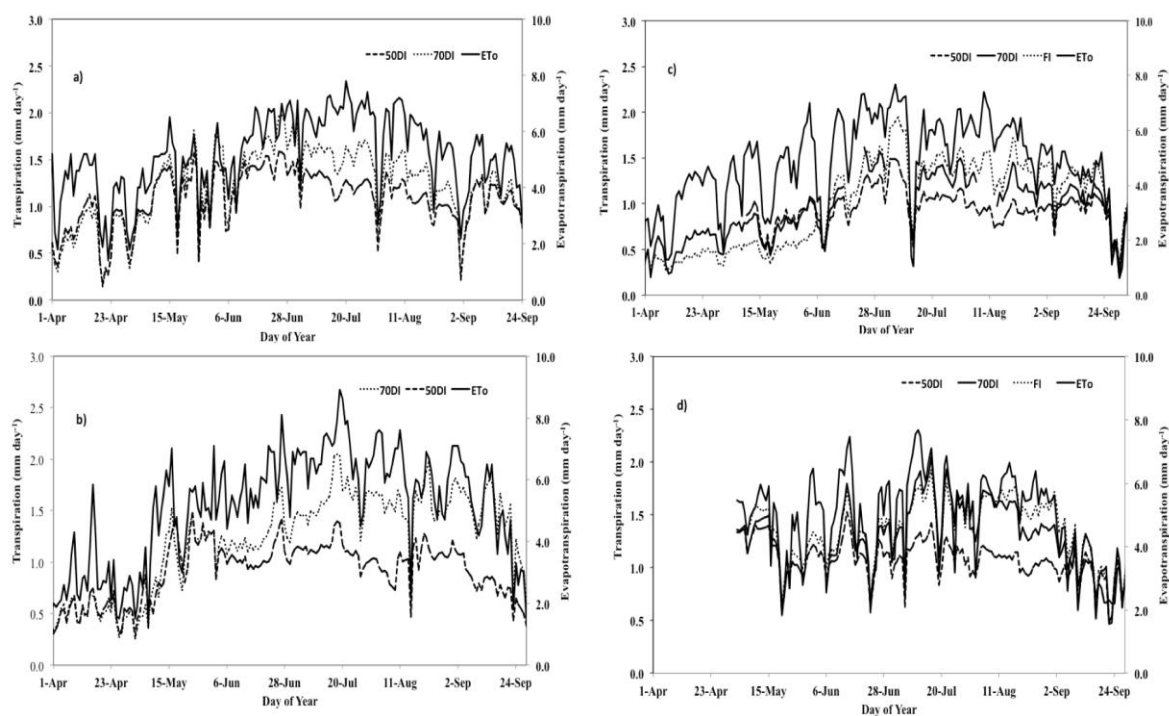 a)
50DI 70DI ETo
Transpiration (mm day⁻¹)
3.0
2.5
2.0
1.5
1.0
0.5
0.0
Evapotranspiration (mm day⁻¹)
10.0
8.0
6.0
4.0
2.0
0.0
1-Apr 23-Apr 15-May 6-Jun 28-Jun 20-Jul 11-Aug 2-Sep 24-Sep
Day of Year
b)
70DI 50DI ETo
Transpiration (mm day⁻¹)
3.0
2.5
2.0
1.5
1.0
0.5
0.0
Evapotranspiration (mm day⁻¹)
10.0
8.0
6.0
4.0
2.0
0.0
1-Apr 23-Apr 15-May 6-Jun 28-Jun 20-Jul 11-Aug 2-Sep 24-Sep
Day of Year
c)
50DI 70DI FI ETo
Transpiration (mm day⁻¹)
3.0
2.5
2.0
1.5
1.0
0.5
0.0
Evapotranspiration (mm day⁻¹)
10.0
8.0
6.0
4.0
2.0
0.0
1-Apr 23-Apr 15-May 6-Jun 28-Jun 20-Jul 11-Aug 2-Sep 24-Sep
Day of Year
d)
50DI 70DI FI ETo
Transpiration (mm day⁻¹)
3.0
2.5
2.0
1.5
1.0
0.5
0.0
Evapotranspiration (mm day⁻¹)
10.0
8.0
6.0
4.0
2.0
0.0
1-Apr 23-Apr 15-May 6-Jun 28-Jun 20-Jul 11-Aug 2-Sep 24-Sep
Day of Year